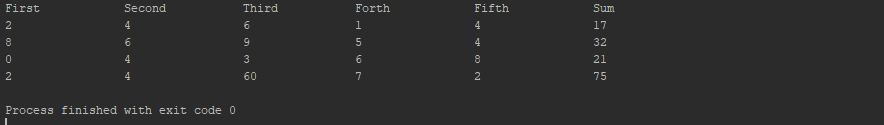 First Second Third Forth Fifth Sum
2 4 6 1 4 17
8 6 9 5 4 32
0 4 3 6 8 21
2 4 60 7 2 75
Process finished with exit code 0